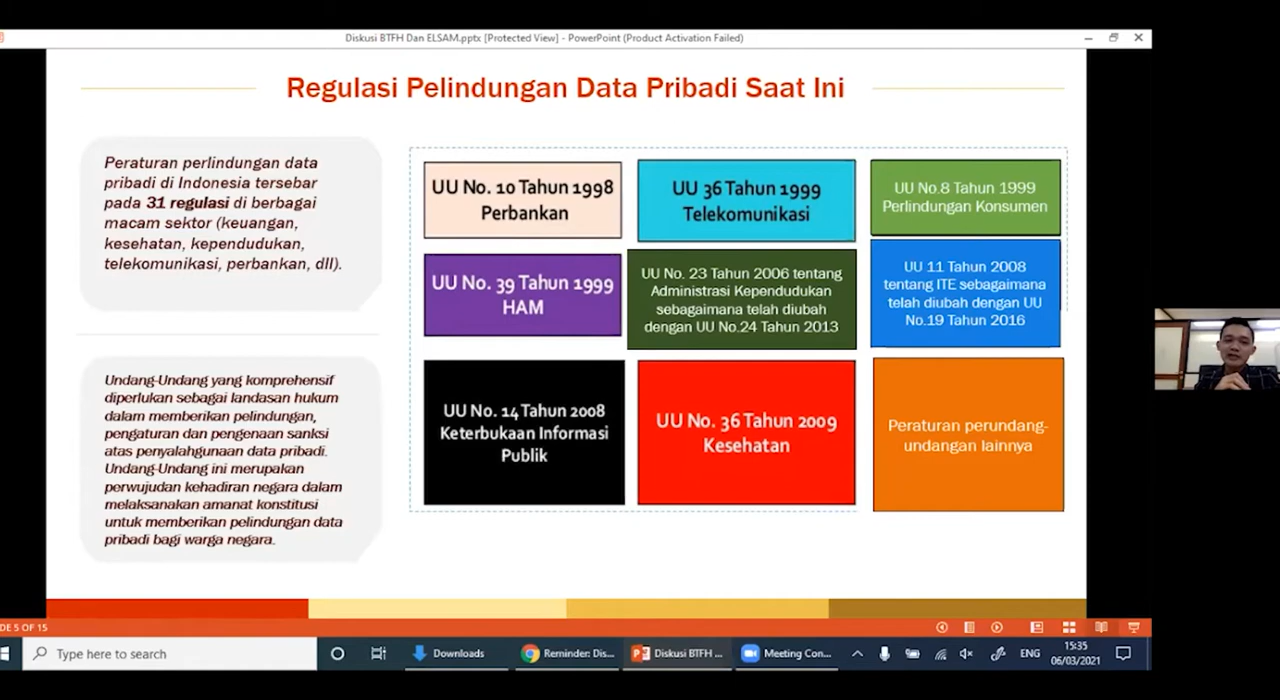 Diskusi BTFH Dan ELSAM.pptx [Protected View] - PowerPoint (Product Activation Failed)
Regulasi Pelindungan Data Pribadi Saat Ini
Peraturan perlindungan data
pribadi di Indonesia tersebar
pada 31 regulasi di berbagai
macam sektor (keuangan,
kesehatan, kependudukan,
telekomunikasi, perbankan, dll).
Undang-Undang yang komprehensif
diperlukan sebagai landasan hukum
dalam memberikan pelindungan,
pengaturan dan pengenaan sanksi
atas penyalahgunaan data pribadi.
Undang-Undang ini merupakan
perwujudan kehadiran negara dalam
melaksanakan amanat konstitusi
untuk memberikan pelindungan data
pribadi bagi warga negara.
UU No. 10 Tahun 1998
Perbankan
UU 36 Tahun 1999
Telekomunikasi
UU No.8 Tahun 1999
Perlindungan Konsumen
UU No. 39 Tahun 1999
HAM
UU No. 23 Tahun 2006 tentang
Administrasi Kependudukan
sebagaimana telah diubah
dengan UU No.24 Tahun 2013
UU 11 Tahun 2008
tentang ITE sebagaimana
telah diubah dengan UU
No.19 Tahun 2016
UU No. 14 Tahun 2008
Keterbukaan Informasi
Publik
UU No. 36 Tahun 2009
Kesehatan
Peraturan perundang-
undangan lainnya
DE 5 OF 15
Type here to search
Downloads
Reminder: Dis...
Diskusi BTFH ...
Meeting Con...
ENG
15:35
06/03/2021